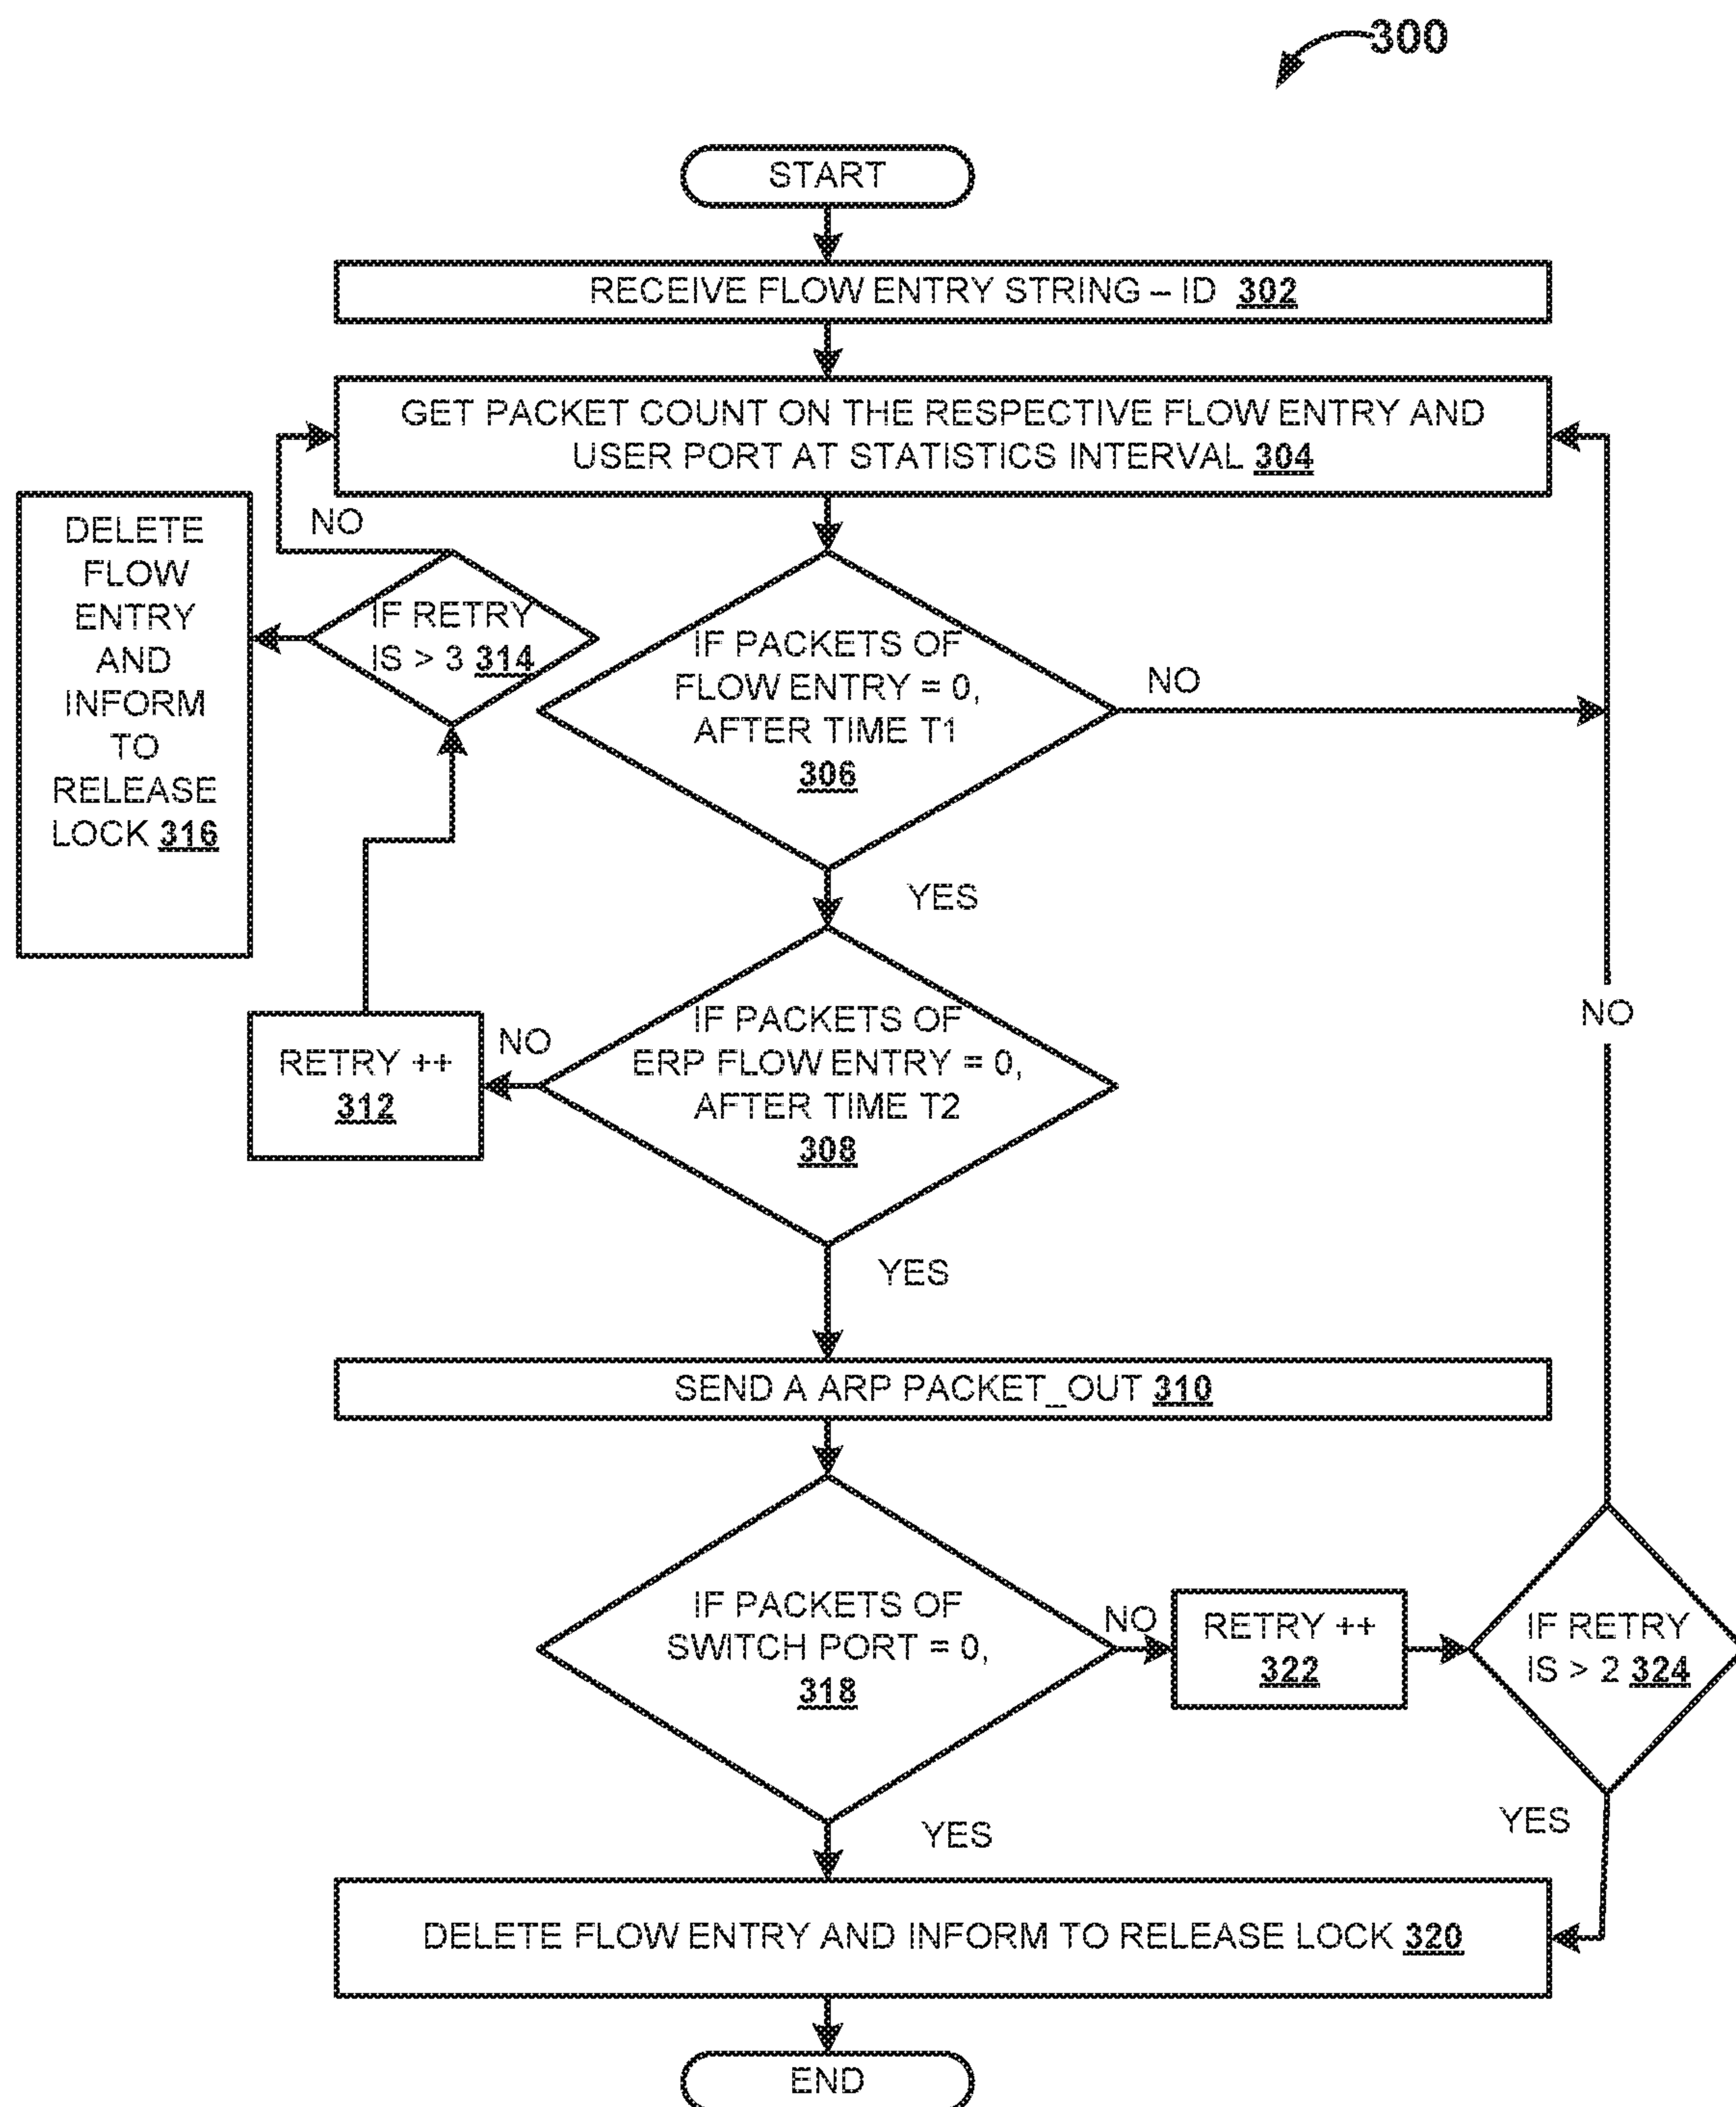 300
START
RECEIVE FLOW ENTRY STRING – ID 302
GET PACKET COUNT ON THE RESPECTIVE FLOW ENTRY AND
USER PORT AT STATISTICS INTERVAL 304
DELETE
FLOW
ENTRY
AND
INFORM
TO
RELEASE
LOCK 316
NO
IF RETRY
IS > 3 314
IF PACKETS OF
FLOW ENTRY = 0,
AFTER TIME T1
306
NO
YES
RETRY ++
312
NO
IF PACKETS OF
ERP FLOW ENTRY = 0,
AFTER TIME T2
308
NO
YES
SEND A ARP PACKET_OUT 310
IF PACKETS OF
SWITCH PORT = 0,
318
NO
RETRY ++
322
IF RETRY
IS > 2 324
YES
YES
DELETE FLOW ENTRY AND INFORM TO RELEASE LOCK 320
END